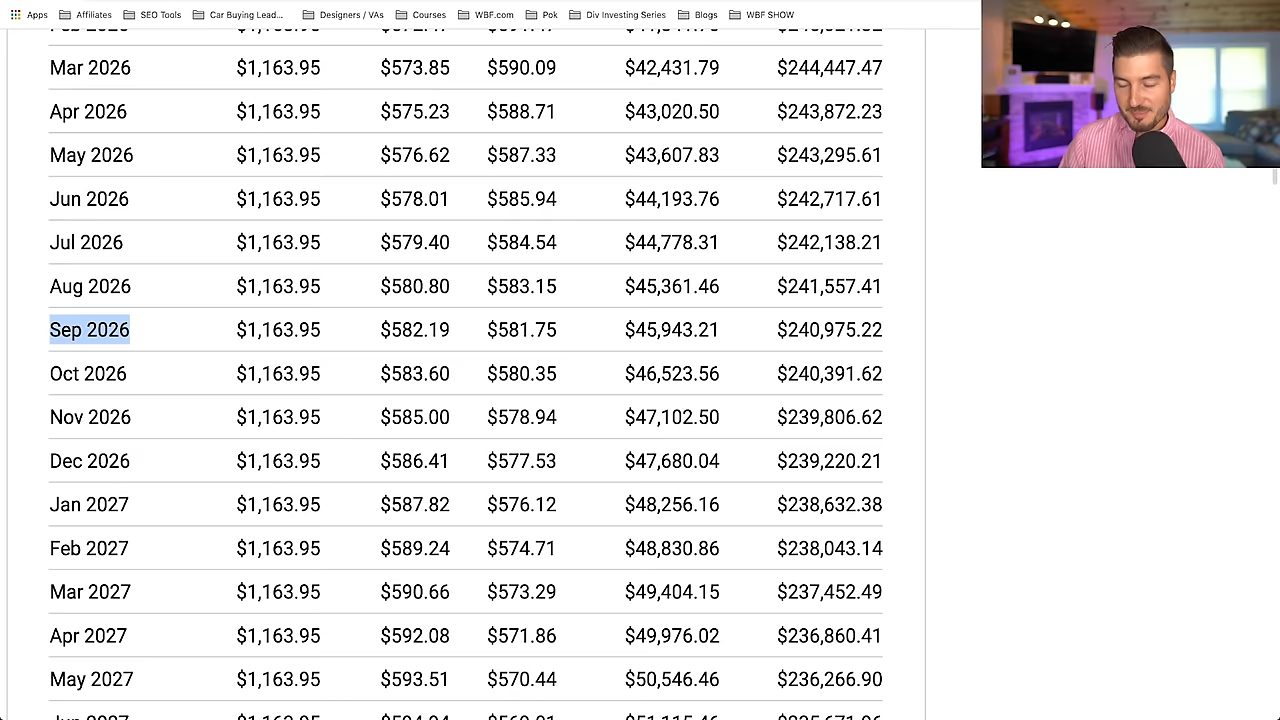 Apps Affiliates SEO Tools Car Buying Lead... Designers / VAs Courses WBF.com Pok Div Investing Series Blogs WBF SHOW
Mar 2026 $1,163.95 $573.85 $590.09 $42,431.79 $244,447.47
Apr 2026 $1,163.95 $575.23 $588.71 $43,020.50 $243,872.23
May 2026 $1,163.95 $576.62 $587.33 $43,607.83 $243,295.61
Jun 2026 $1,163.95 $578.01 $585.94 $44,193.76 $242,717.61
Jul 2026 $1,163.95 $579.40 $584.54 $44,778.31 $242,138.21
Aug 2026 $1,163.95 $580.80 $583.15 $45,361.46 $241,557.41
Sep 2026 $1,163.95 $582.19 $581.75 $45,943.21 $240,975.22
Oct 2026 $1,163.95 $583.60 $580.35 $46,523.56 $240,391.62
Nov 2026 $1,163.95 $585.00 $578.94 $47,102.50 $239,806.62
Dec 2026 $1,163.95 $586.41 $577.53 $47,680.04 $239,220.21
Jan 2027 $1,163.95 $587.82 $576.12 $48,256.16 $238,632.38
Feb 2027 $1,163.95 $589.24 $574.71 $48,830.86 $238,043.14
Mar 2027 $1,163.95 $590.66 $573.29 $49,404.15 $237,452.49
Apr 2027 $1,163.95 $592.08 $571.86 $49,976.02 $236,860.41
May 2027 $1,163.95 $593.51 $570.44 $50,546.46 $236,266.90